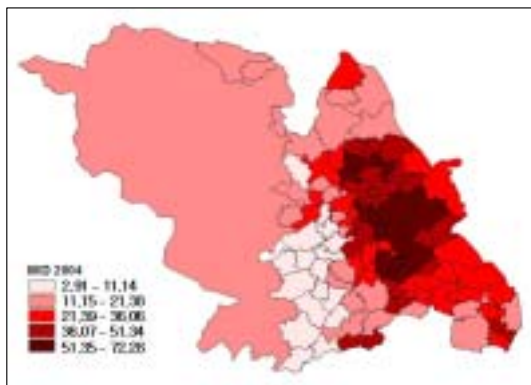 IMD 2004
2,91 - 11,14
11,15 - 21,38
21,39 - 36,06
36,07 - 51,34
51,35 - 72,28